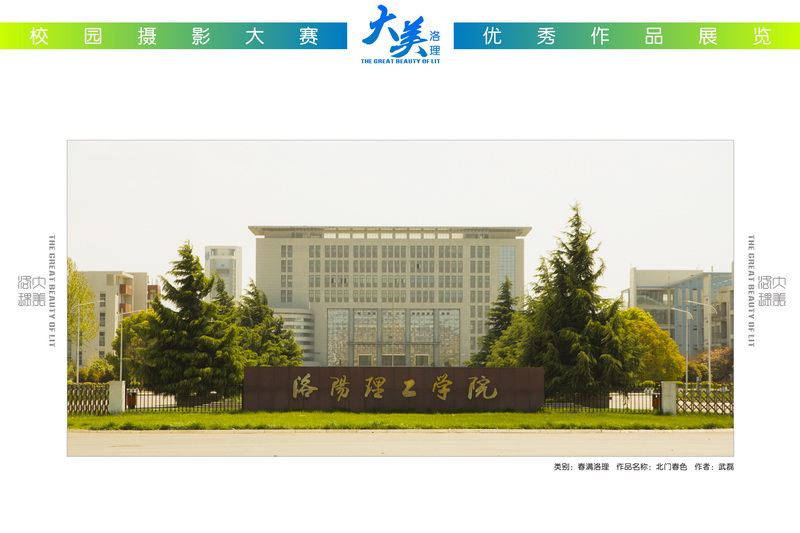 校园摄影大赛
大美洛理
THE GREAT BEAUTY OF LIT
优秀作品展览
大美洛理
THE GREAT BEAUTY OF LIT
洛陽理工学院
THE GREAT BEAUTY OF LIT
大美洛理
类别：春满洛理 作品名称：北门春色 作者：武磊